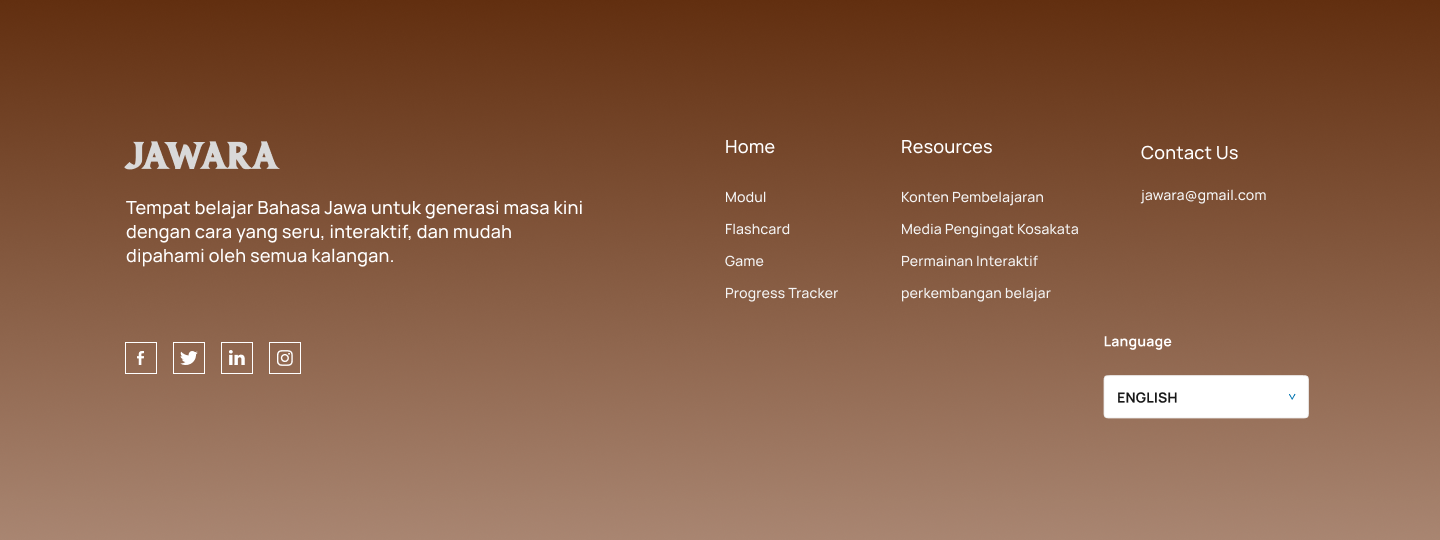 JAWARA
Tempat belajar Bahasa Jawa untuk generasi masa kini
dengan cara yang seru, interaktif, dan mudah
dipahami oleh semua kalangan.
Home
Modul
Flashcard
Game
Progress Tracker
Resources
Konten Pembelajaran
Media Pengingat Kosakata
Permainan Interaktif
perkembangan belajar
Contact Us
jawara@gmail.com
Language
ENGLISH